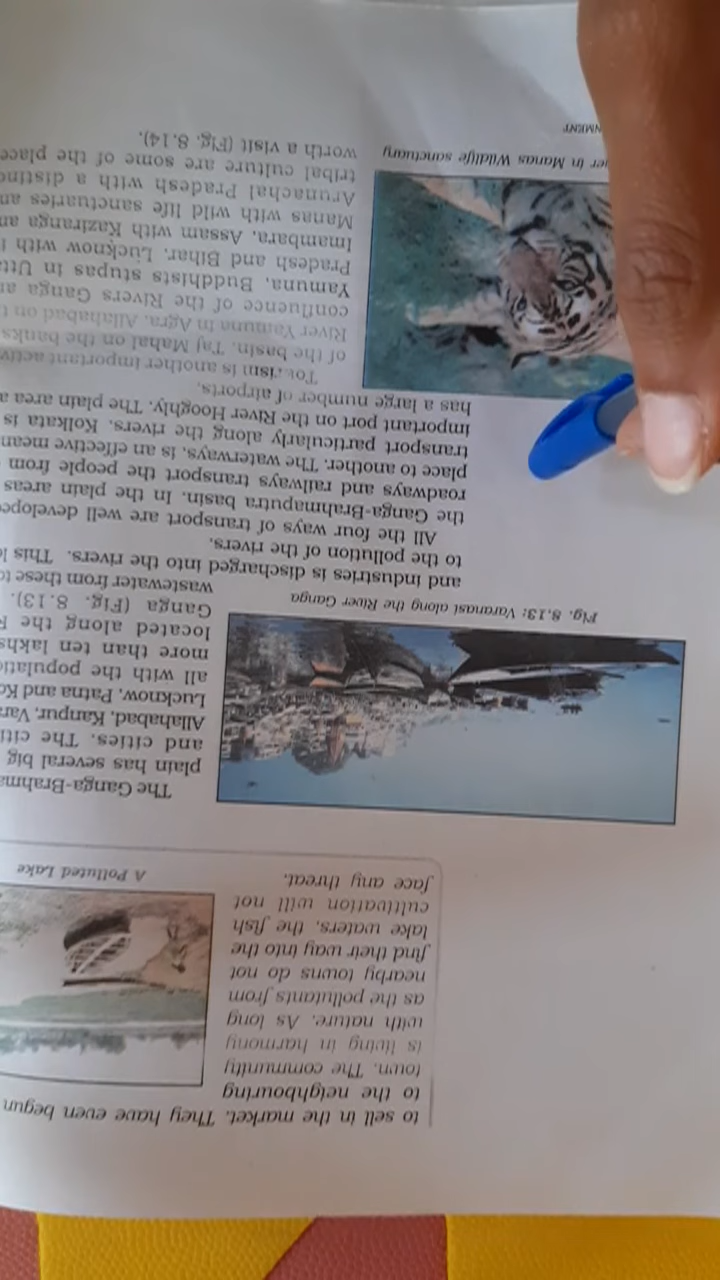 to sell in the market. They have even begun
to the neighbouring
town. The community
is living in harmony
with nature. As long
as the pollutants from
nearby towns do not
find their way into the
lake waters, the fish
cultivation will not
face any threat.
A Polluted Lake
The Ganga-Brahma
plain has several big
and cities. The citi
Allahabad, Kanpur, Var
Lucknow, Patna and Ko
all with the populatio
more than ten lakhs
located along the R
Ganga (Fig. 8.13).
wastewater from these to
Fig. 8.13: Varanasi along the River Ganga
and industries is discharged into the rivers. This le
to the pollution of the rivers.
All the four ways of transport are well develope
the Ganga-Brahmaputra basin. In the plain areas
roadways and railways transport the people from
place to another. The waterways, is an effective mean
transport particularly along the rivers. Kolkata is
important port on the River Hooghly. The plain area a
has a large number of airports.
Tourism is another important activ
of the basin. Taj Mahal on the banks
River Yamuna in Agra, Allahabad on t
confluence of the Rivers Ganga an
Yamuna, Buddhists stupas in Utta
Pradesh and Bihar, Lucknow with i
Imambara, Assam with Kaziranga an
Manas with wild life sanctuaries an
Arunachal Pradesh with a distinc
tribal culture are some of the place
worth a visit (Fig. 8.14).
er in Manas Wildlife sanctuary
NMENT